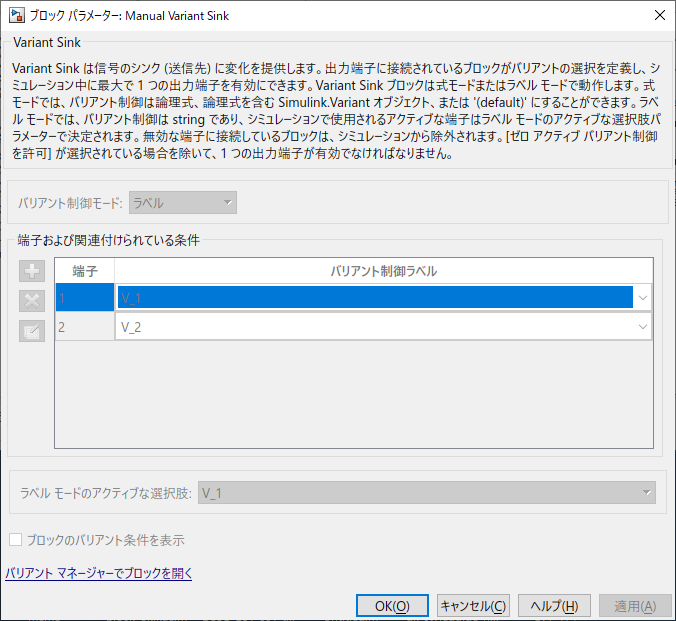 ブロック パラメーター: Manual Variant Sink
Variant Sink
Variant Sink は信号のシンク (送信先) に変化を提供します。出力端子に接続されているブロックがバリアントの選択を定義し、シ
ミュレーション中に最大で 1 つの出力端子を有効にできます。Variant Sink ブロックは式モードまたはラベル モードで動作します。式
モードでは、バリアント制御は論理式、論理式を含む Simulink.Variant オブジェクト、または '(default)' にすることができます。ラベ
ル モードでは、バリアント制御は string であり、シミュレーションで使用されるアクティブな端子はラベル モードのアクティブな選択肢パ
ラメーターで決定されます。無効な端子に接続しているブロックは、シミュレーションから除外されます。[ゼロ アクティブ バリアント制御
を許可] が選択されている場合を除いて、1 つの出力端子が有効でなければなりません。
バリアント制御モード: ラベル
端子および関連付けられている条件
端子 バリアント制御ラベル
1 V_1
2 V_2
ラベル モードのアクティブな選択肢: V_1
ブロックのバリアント条件を表示
バリアント マネージャーでブロックを開く
OK(O) キャンセル(C) ヘルプ(H) 適用(A)